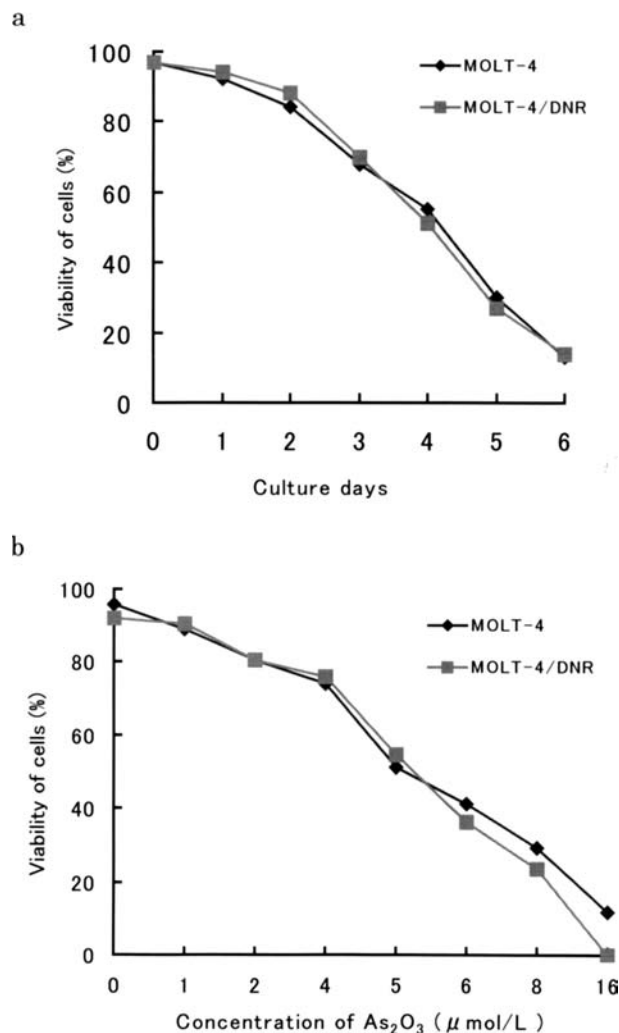 a
100
80
60
40
20
0
Viability of cells (%)
MOLT-4
MOLT-4/DNR
0 1 2 3 4 5 6
Culture days
b
100
80
60
40
20
0
Viability of cells (%)
MOLT-4
MOLT-4/DNR
0 1 2 4 5 6 8 16
Concentration of As₂O₃ (μmol/L)